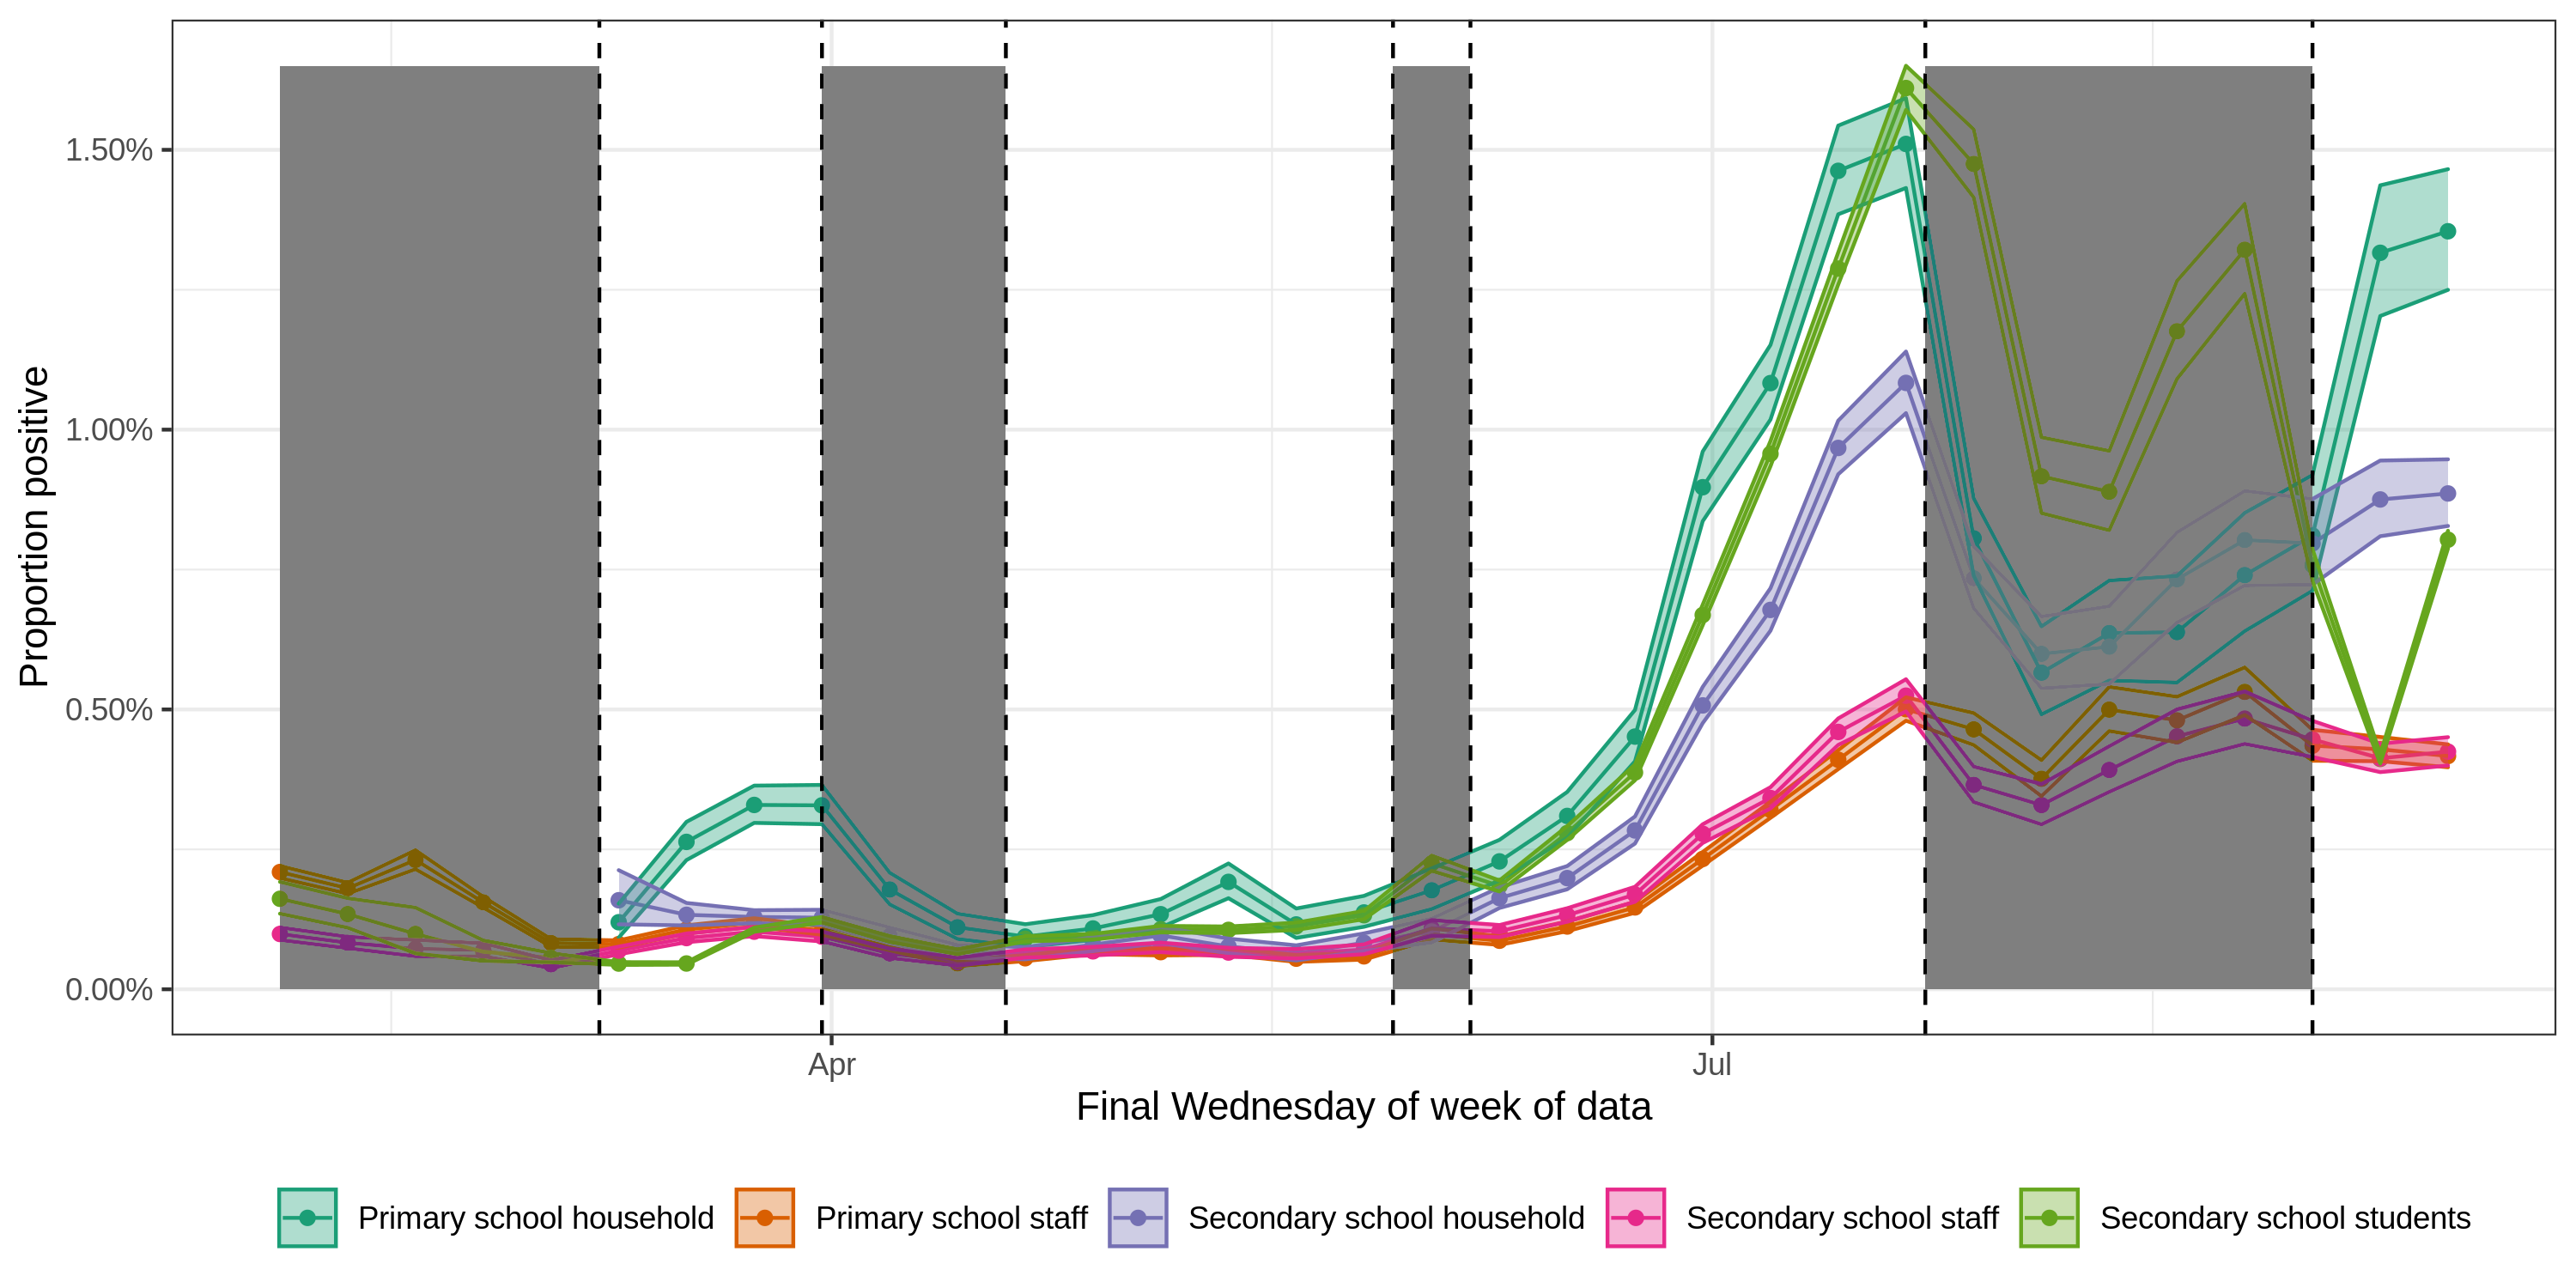 Proportion positive
1.50%
1.00%
0.50%
0.00%
Apr Jul
Final Wednesday of week of data
Primary school household Primary school staff Secondary school household Secondary school staff Secondary school students